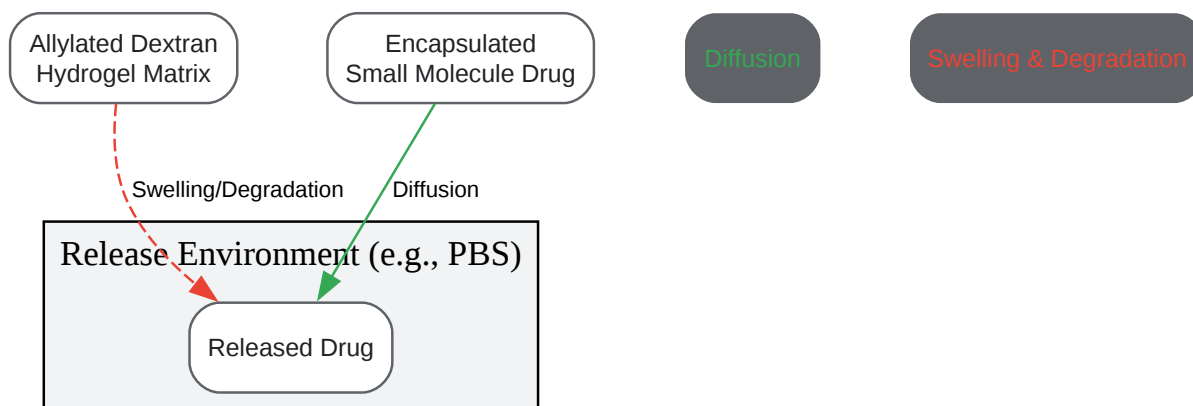 Allylated Dextran
Hydrogel Matrix
Encapsulated
Small Molecule Drug
Diffusion
Swelling & Degradation
Swelling/Degradation
Diffusion
Release Environment (e.g., PBS)
Released Drug